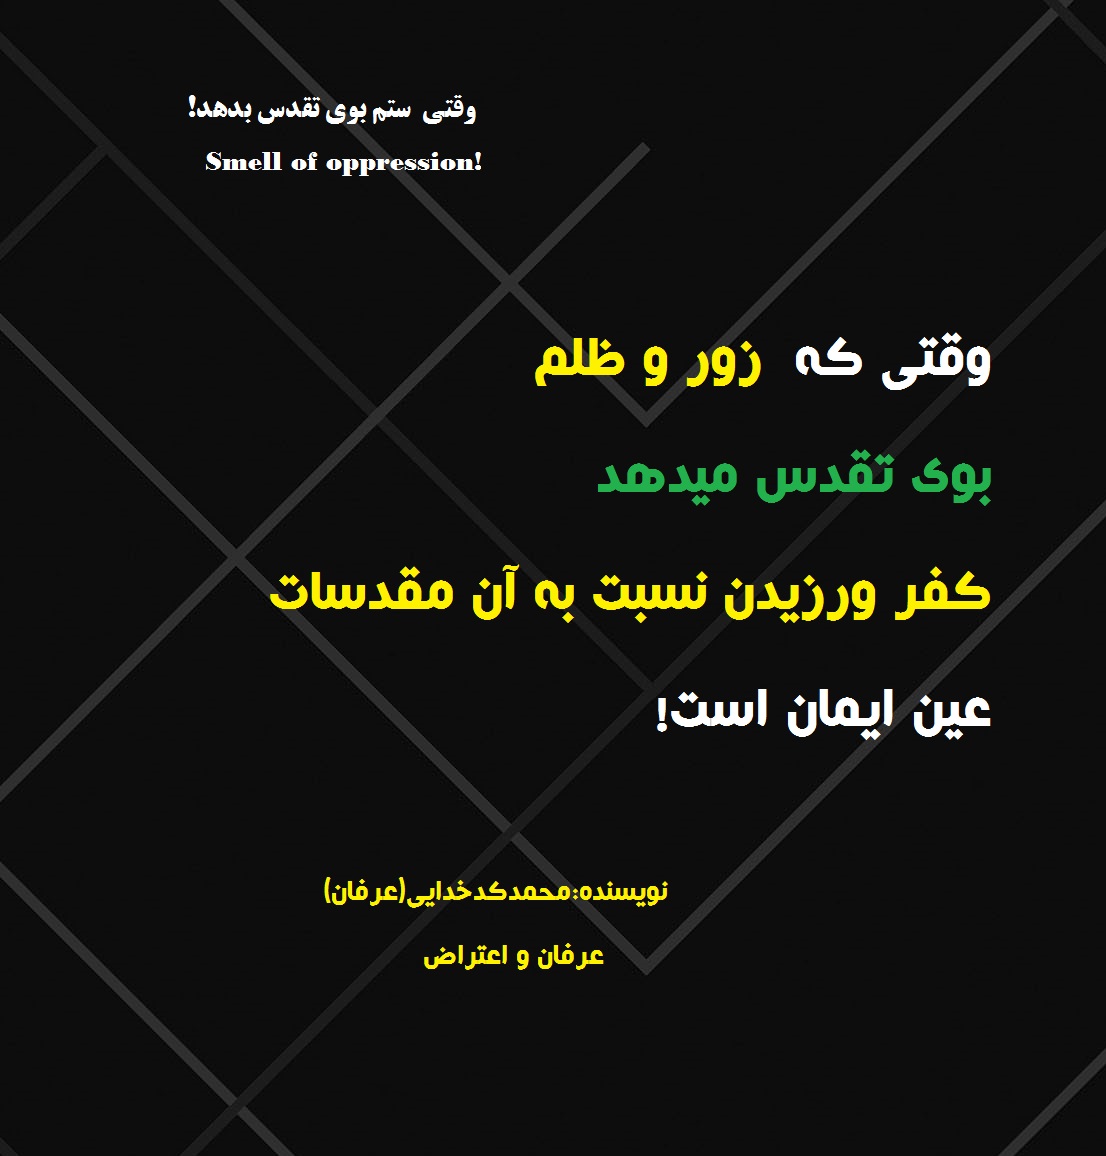 وقتی ستم بوی تقدس بدهد!
Smell of oppression!
وقتی که زور و ظلم
بوی تقدس میدهد
کفر ورزیدن نسبت به آن مقدسات
عین ایمان است!
نویسنده:محمدکدخدایی(عرفان)
عرفان و اعتراض